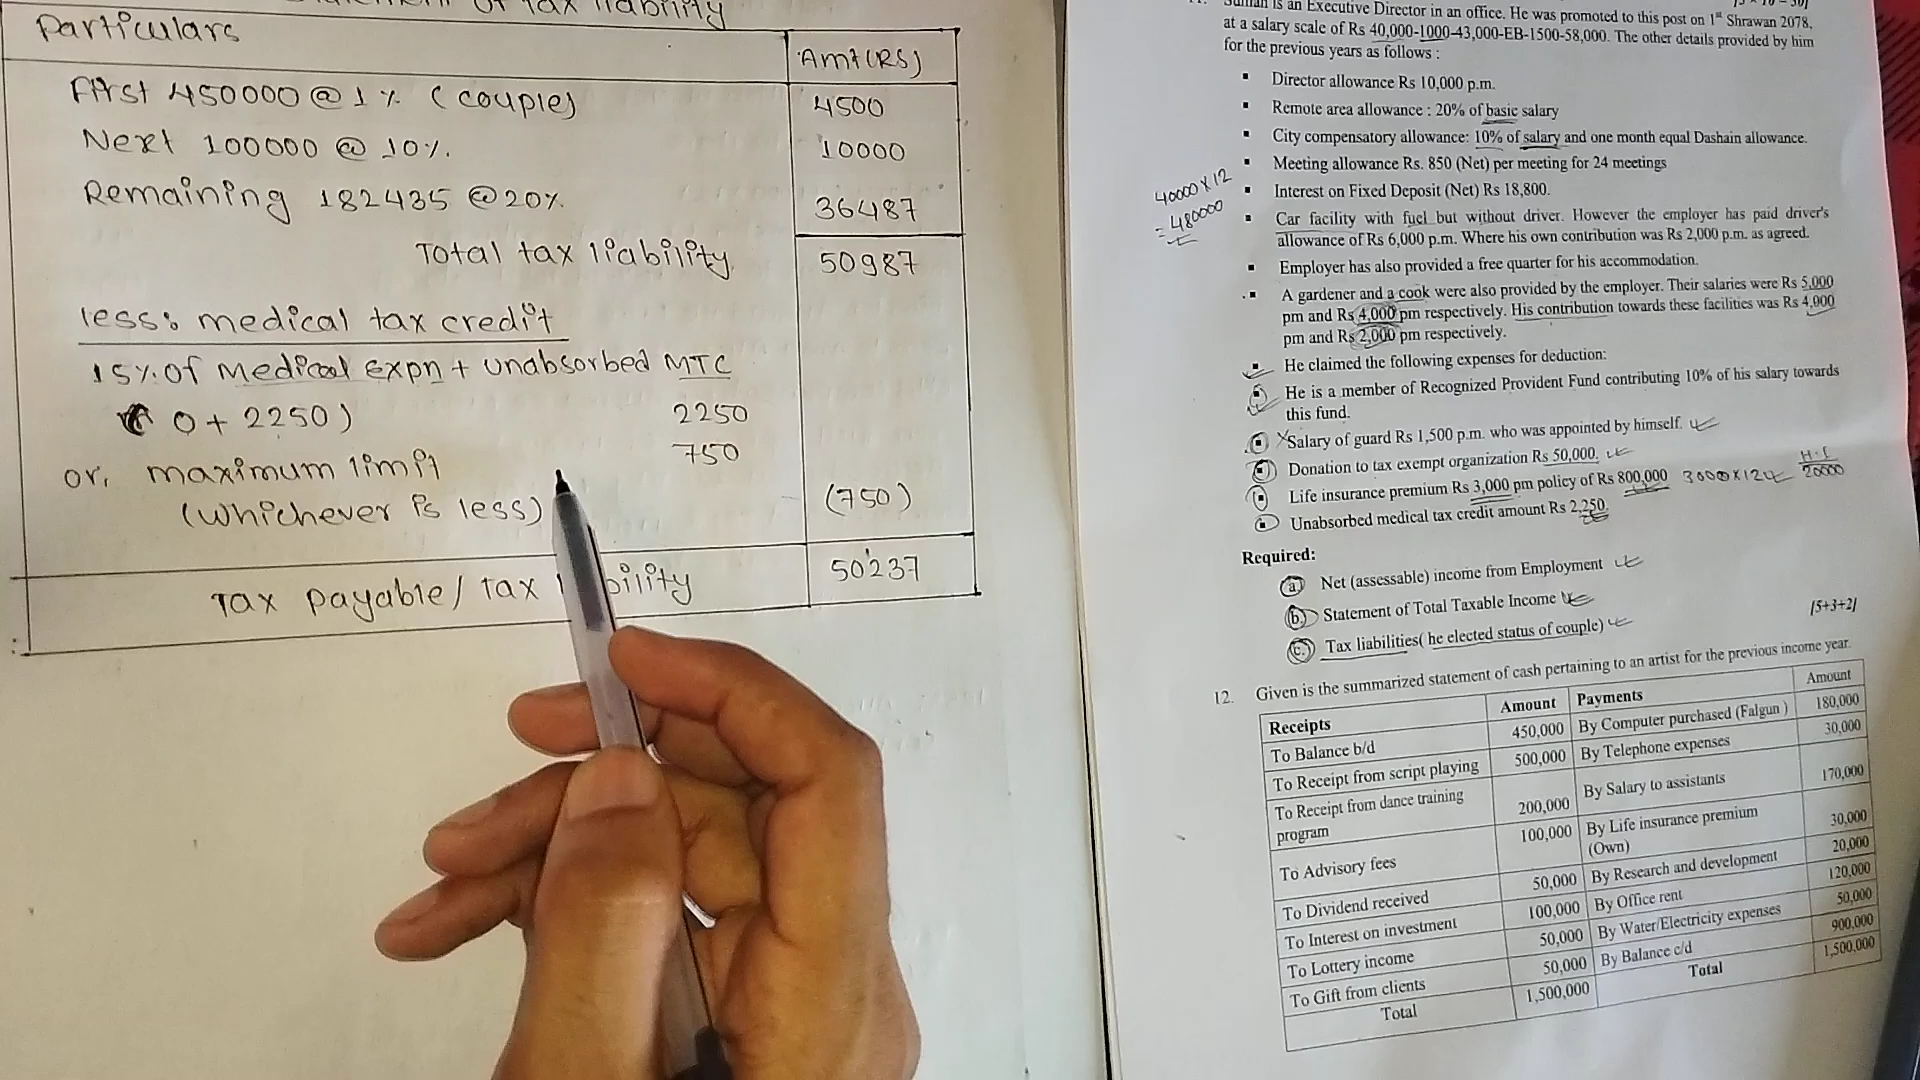 Statement of Tax liability
Particulars
Amt (RS)
First 450000 @ 1 % ( couple)
4500
Next 100000 @ 10%.
10000
Remaining 182435 @ 20%
36487
Total tax liability
50987
less: medical tax credit
15% of Medical Expn + Unabsorbed MTC
( 0 + 2250 )
2250
or, maximum limit
750
(whichever is less)
(750)
Tax payable / tax
bility
50237
is an Executive Director in an office. He was promoted to this post on 1st Shrawan 2078,
at a salary scale of Rs 40,000-1000-43,000-EB-1500-58,000. The other details provided by him
for the previous years as follows :
▪ Director allowance Rs 10,000 p.m.
▪ Remote area allowance : 20% of basic salary
▪ City compensatory allowance: 10% of salary and one month equal Dashain allowance.
▪ Meeting allowance Rs. 850 (Net) per meeting for 24 meetings
▪ Interest on Fixed Deposit (Net) Rs 18,800.
40000 X 12
= 480000
▪ Car facility with fuel but without driver. However the employer has paid driver's
allowance of Rs 6,000 p.m. Where his own contribution was Rs 2,000 p.m. as agreed.
▪ Employer has also provided a free quarter for his accommodation.
▪ A gardener and a cook were also provided by the employer. Their salaries were Rs 5,000
pm and Rs 4,000 pm respectively. His contribution towards these facilities was Rs 4,000
pm and Rs 2,000 pm respectively.
▪ He claimed the following expenses for deduction:
▪ He is a member of Recognized Provident Fund contributing 10% of his salary towards
this fund.
▪ Salary of guard Rs 1,500 p.m. who was appointed by himself.
▪ Donation to tax exempt organization Rs 50,000.
▪ Life insurance premium Rs 3,000 pm policy of Rs 800,000 3000 X 12
H.I
20000
▪ Unabsorbed medical tax credit amount Rs 2,250.
Required:
a) Net (assessable) income from Employment
b.) Statement of Total Taxable Income
c.) Tax liabilities( he elected status of couple)
[5+3+2]
12. Given is the summarized statement of cash pertaining to an artist for the previous income year.
Receipts Amount Payments Amount
To Balance b/d 450,000 By Computer purchased (Falgun ) 180,000
To Receipt from script playing 500,000 By Telephone expenses 30,000
To Receipt from dance training
program 200,000 By Salary to assistants 170,000
To Advisory fees 100,000 By Life insurance premium
(Own) 30,000
To Dividend received 50,000 By Research and development 20,000
To Interest on investment 100,000 By Office rent 120,000
To Lottery income 50,000 By Water/Electricity expenses 50,000
To Gift from clients 50,000 By Balance c/d 900,000
Total 1,500,000 Total 1,500,000